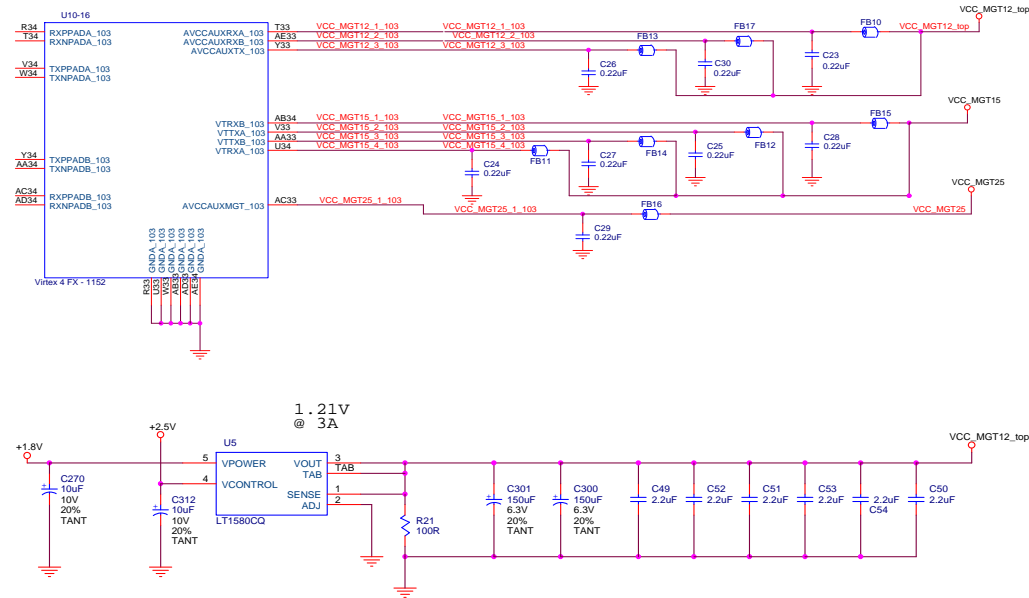 U10-16
VCC_MGT12_top
R34 RXPPADA_103 AVCCAUXRXA_103 T33 VCC_MGT12_1_103 VCC_MGT12_1_103 FB17 FB10 VCC_MGT12_top
T34 RXNPADA_103 AVCCAUXRXB_103 AE33 VCC_MGT12_2_103 VCC_MGT12_2_103
AVCCAUXTX_103 Y33 VCC_MGT12_3_103 VCC_MGT12_3_103 FB13
V34 TXPPADA_103
W34 TXNPADA_103
C26
0.22uF
C30
0.22uF
C23
0.22uF
VCC_MGT15
VTRXB_103 AB34 VCC_MGT15_1_103 VCC_MGT15_1_103 FB15
VTTXA_103 V33 VCC_MGT15_2_103 VCC_MGT15_2_103 FB12
VTTXB_103 AA33 VCC_MGT15_3_103 VCC_MGT15_3_103 FB14
VTRXA_103 U34 VCC_MGT15_4_103 VCC_MGT15_4_103 FB11
Y34 TXPPADB_103
AA34 TXNPADB_103
C24
0.22uF
C27
0.22uF
C25
0.22uF
C28
0.22uF
VCC_MGT25
AC34 RXPPADB_103
AD34 RXNPADB_103
AVCCAUXMGT_103 AC33 VCC_MGT25_1_103 VCC_MGT25_1_103 FB16 VCC_MGT25
C29
0.22uF
GNDA_103
GNDA_103
GNDA_103
GNDA_103
GNDA_103
GNDA_103
Virtex 4 FX - 1152
R33
U33
W33
AB33
AD33
AE34
1.21V
@ 3A
+1.8V
+2.5V
U5
VCC_MGT12_top
5 VPOWER VOUT 3
TAB TAB
4 VCONTROL
SENSE 1
ADJ 2
LT1580CQ
C270
10uF
10V
20%
TANT
C312
10uF
10V
20%
TANT
R21
100R
C301
150uF
6.3V
20%
TANT
C300
150uF
6.3V
20%
TANT
C49
2.2uF
C52
2.2uF
C51
2.2uF
C53
2.2uF
2.2uF
C54
C50
2.2uF